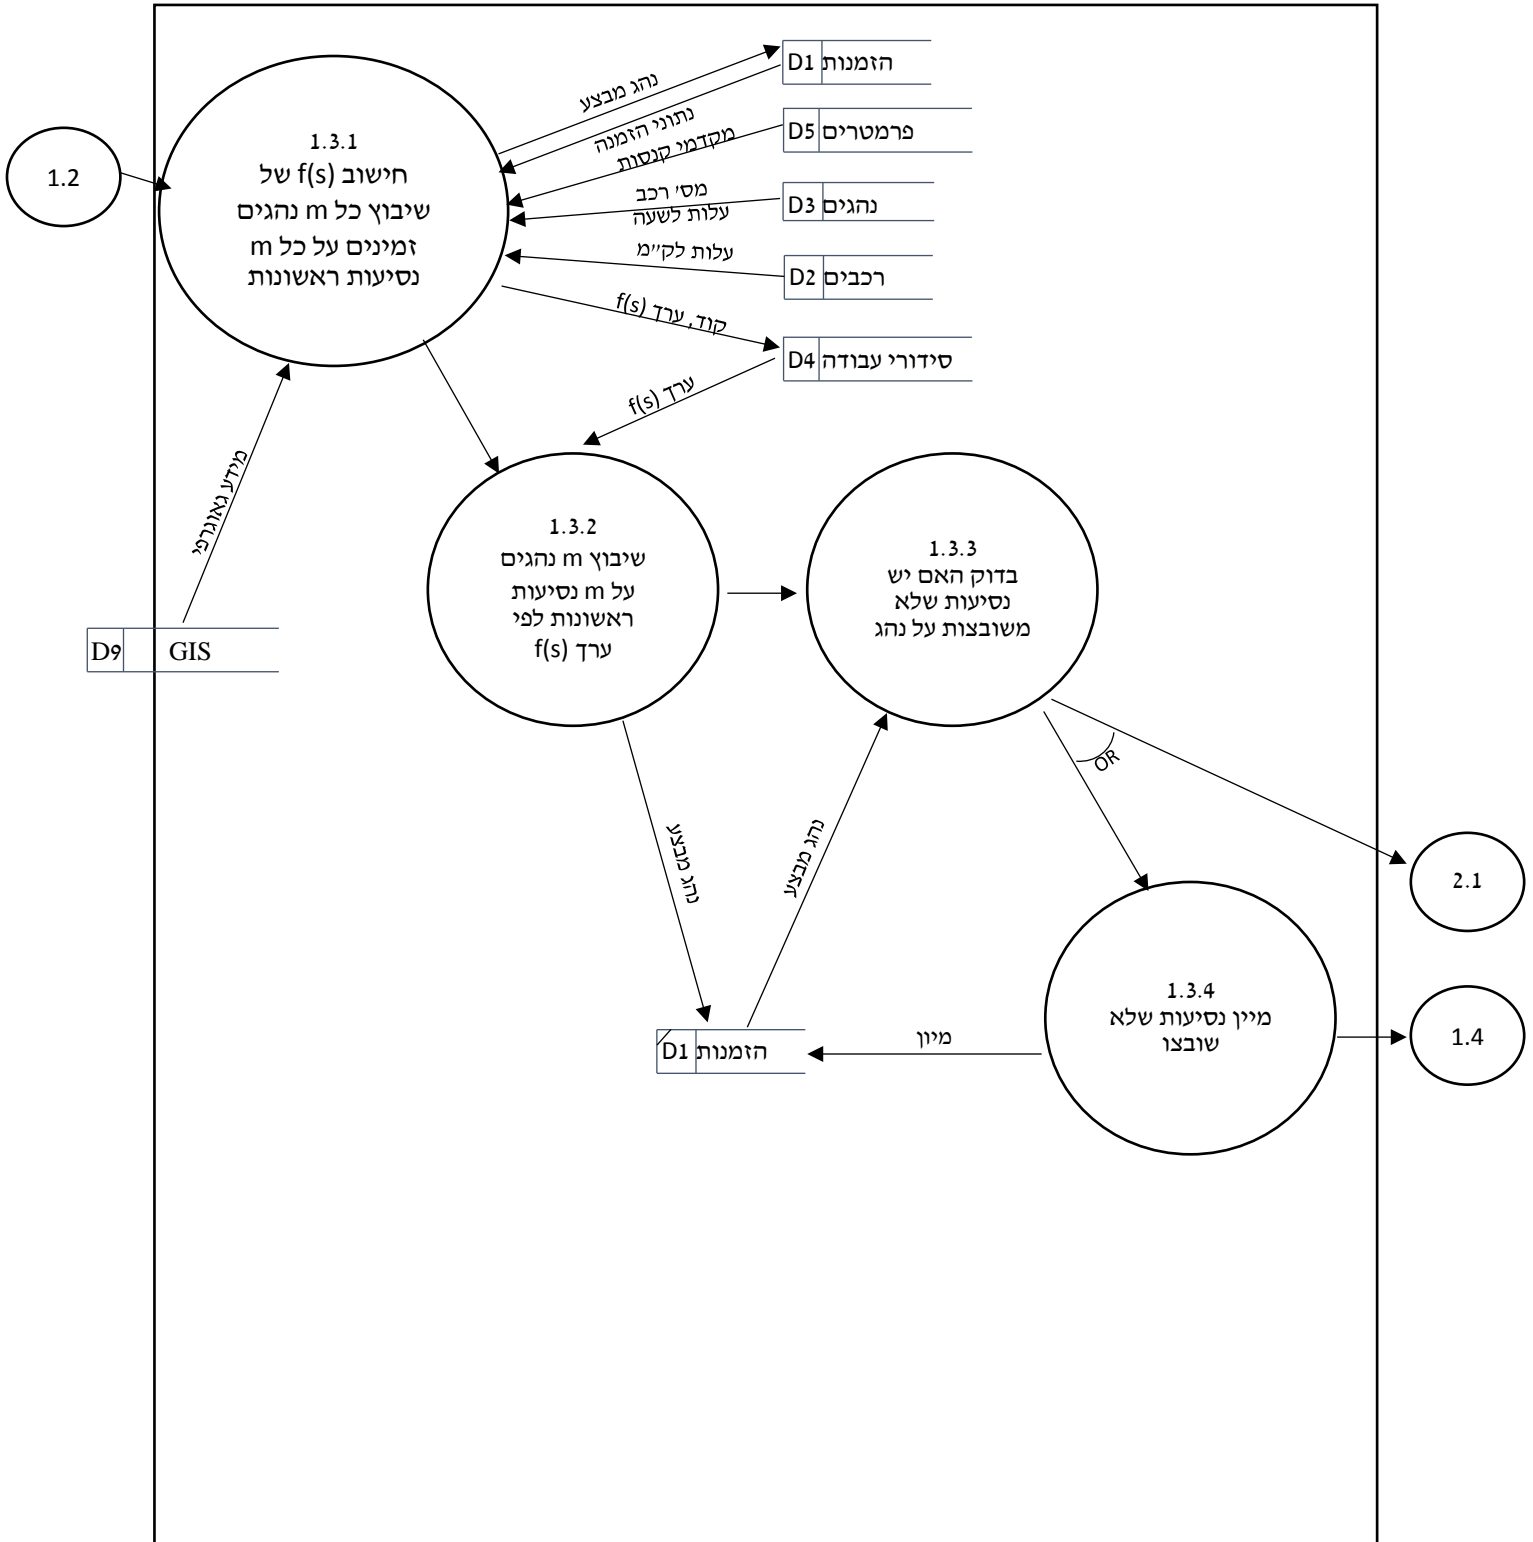 1.2
1.3.1
חישוב f(s) של
שיבוץ כל m נהגים
זמינים על כל m
נסיעות ראשונות
נהג מבצע
נתוני הזמנה
מקדמי קנסות
מס' רכב
עלות לשעה
עלות לק"מ
קוד, ערך f(s)
ערך f(s)
D1 הזמנות
D5 פרמטרים
D3 נהגים
D2 רכבים
D4 סידורי עבודה
מידע גאוגרפי
D9 GIS
1.3.2
שיבוץ m נהגים
על m נסיעות
ראשונות לפי
ערך f(s)
1.3.3
בדוק האם יש
נסיעות שלא
משובצות על נהג
OR
נהג מבצע
נהג מבצע
2.1
1.3.4
מיין נסיעות שלא
שובצו
1.4
מיון
D1 הזמנות